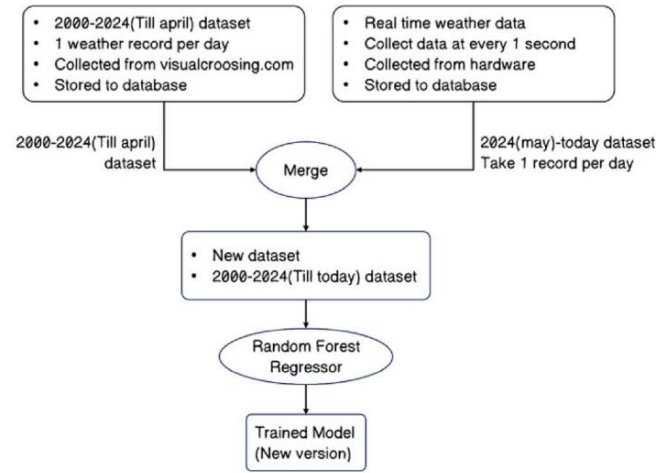 • 2000-2024(Till april) dataset
• 1 weather record per day
• Collected from visualcroosing.com
• Stored to database
• Real time weather data
• Collect data at every 1 second
• Collected from hardware
• Stored to database
2000-2024(Till april)
dataset
2024(may)-today dataset
Take 1 record per day
Merge
• New dataset
• 2000-2024(Till today) dataset
Random Forest
Regressor
Trained Model
(New version)